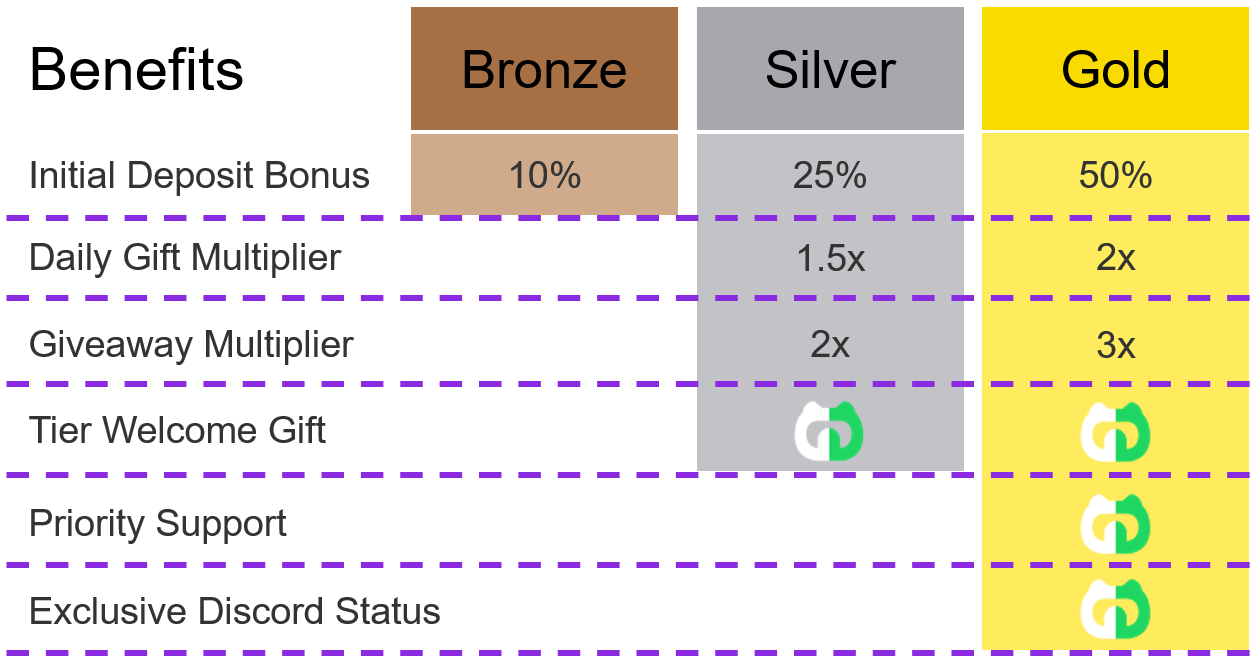 Benefits Bronze Silver Gold
Initial Deposit Bonus 10% 25% 50%
Daily Gift Multiplier 1.5x 2x
Giveaway Multiplier 2x 3x
Tier Welcome Gift
Priority Support
Exclusive Discord Status